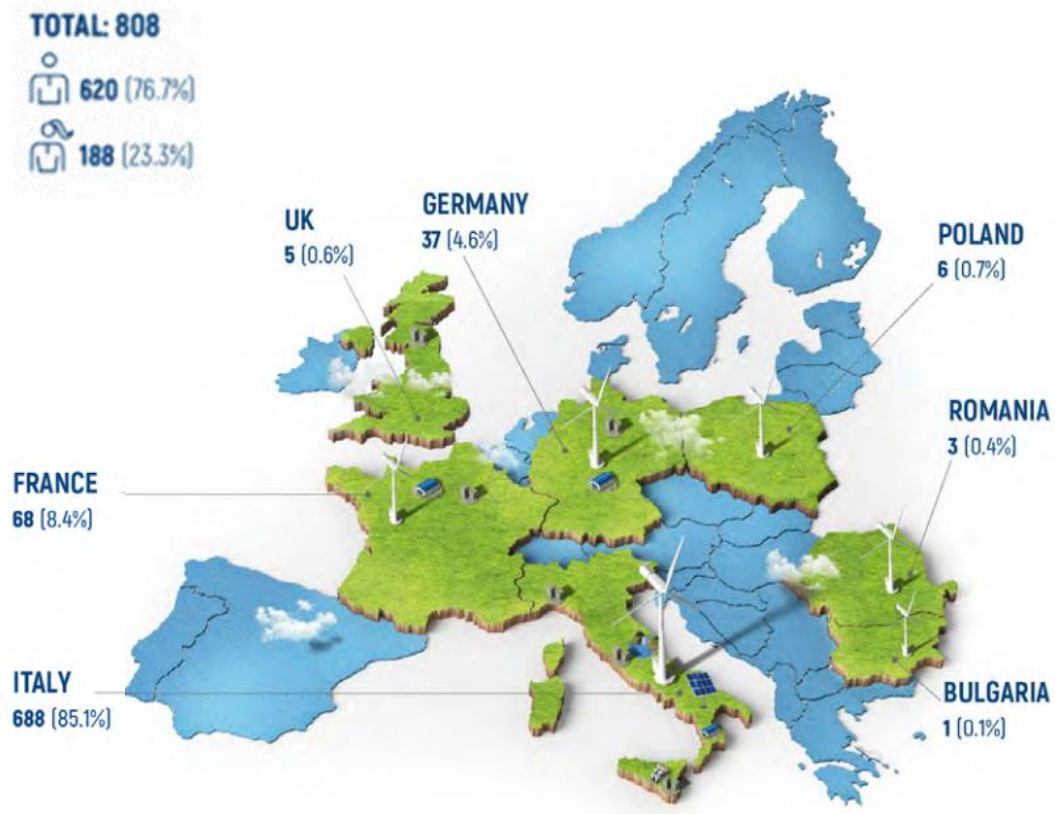 TOTAL: 808
620 (76.7%)
188 (23.3%)
UK
5 (0.6%)
GERMANY
37 (4.6%)
POLAND
6 (0.7%)
ROMANIA
3 (0.4%)
FRANCE
68 (8.4%)
ITALY
688 (85.1%)
BULGARIA
1 (0.1%)